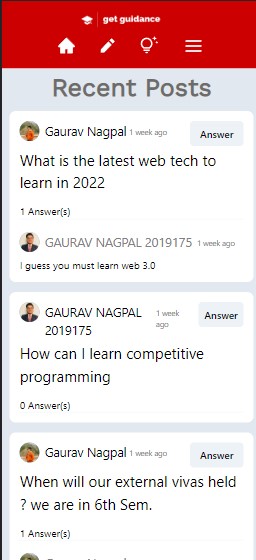 get guidance
Recent Posts
Gaurav Nagpal 1 week ago Answer
What is the latest web tech to
learn in 2022
1 Answer(s)
GAURAV NAGPAL 2019175 1 week ago
I guess you must learn web 3.0
GAURAV NAGPAL 1 week Answer
2019175 ago
How can I learn competitive
programming
0 Answer(s)
Gaurav Nagpal 1 week ago Answer
When will our external vivas held
? we are in 6th Sem.
1 Answer(s)